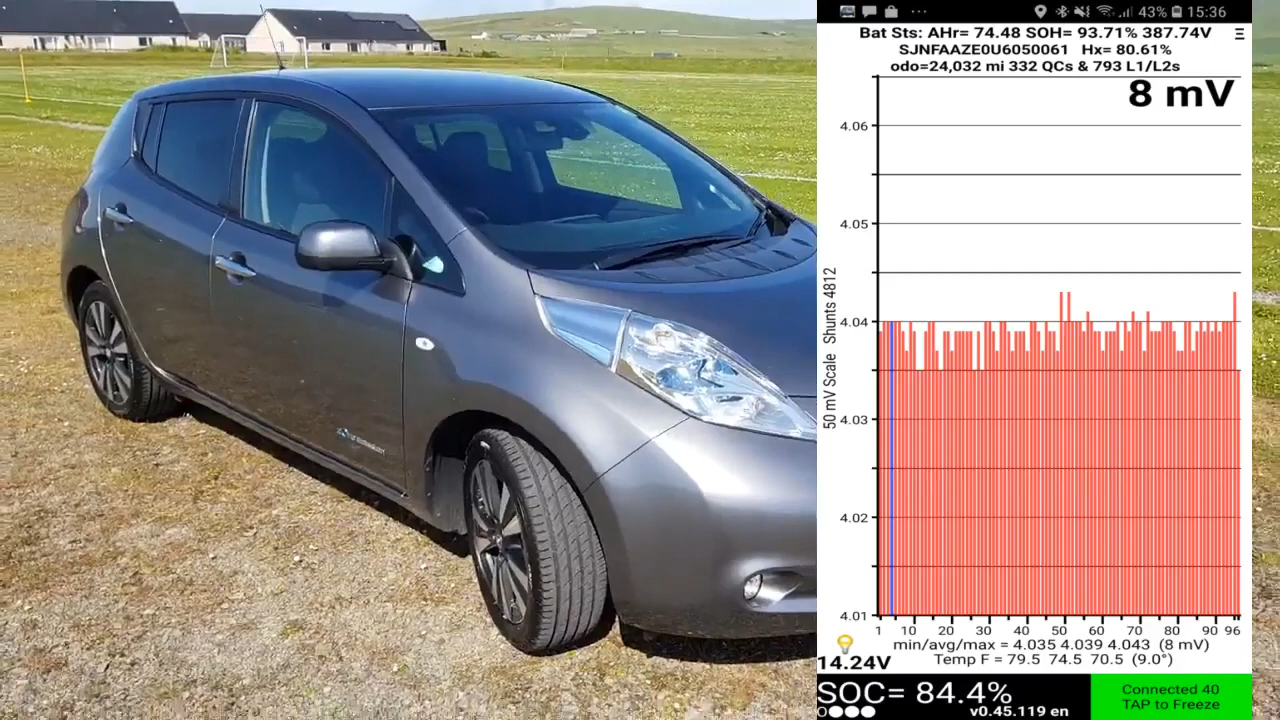 43% 15:36
Bat Sts: AHr= 74.48 SOH= 93.71% 387.74V
SJNFAAZE0U6050061 Hx= 80.61%
odo=24,032 mi 332 QCs & 793 L1/L2s
8 mV
4.06
4.05
4.04
4.03
4.02
4.01
50 mV Scale Shunts 4812
1 10 20 30 40 50 60 70 80 90 96
min/avg/max = 4.035 4.039 4.043 (8 mV)
Temp F = 79.5 74.5 70.5 (9.0°)
14.24V
SOC= 84.4%
v0.45.119 en
Connected 40
TAP to Freeze